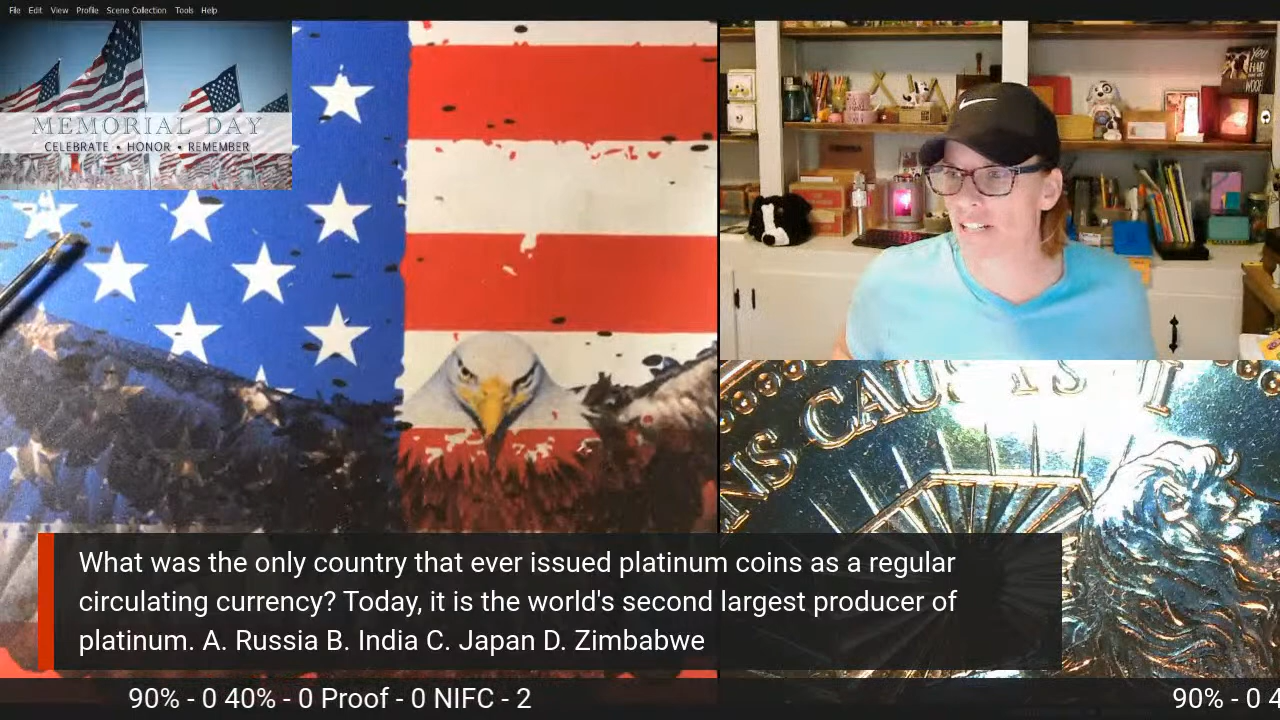 File Edit View Profile Scene Collection Tools Help
MEMORIAL DAY
CELEBRATE • HONOR • REMEMBER
What was the only country that ever issued platinum coins as a regular
circulating currency? Today, it is the world's second largest producer of
platinum. A. Russia B. India C. Japan D. Zimbabwe
90% - 0 40% - 0 Proof - 0 NIFC - 2
90% - 0 4